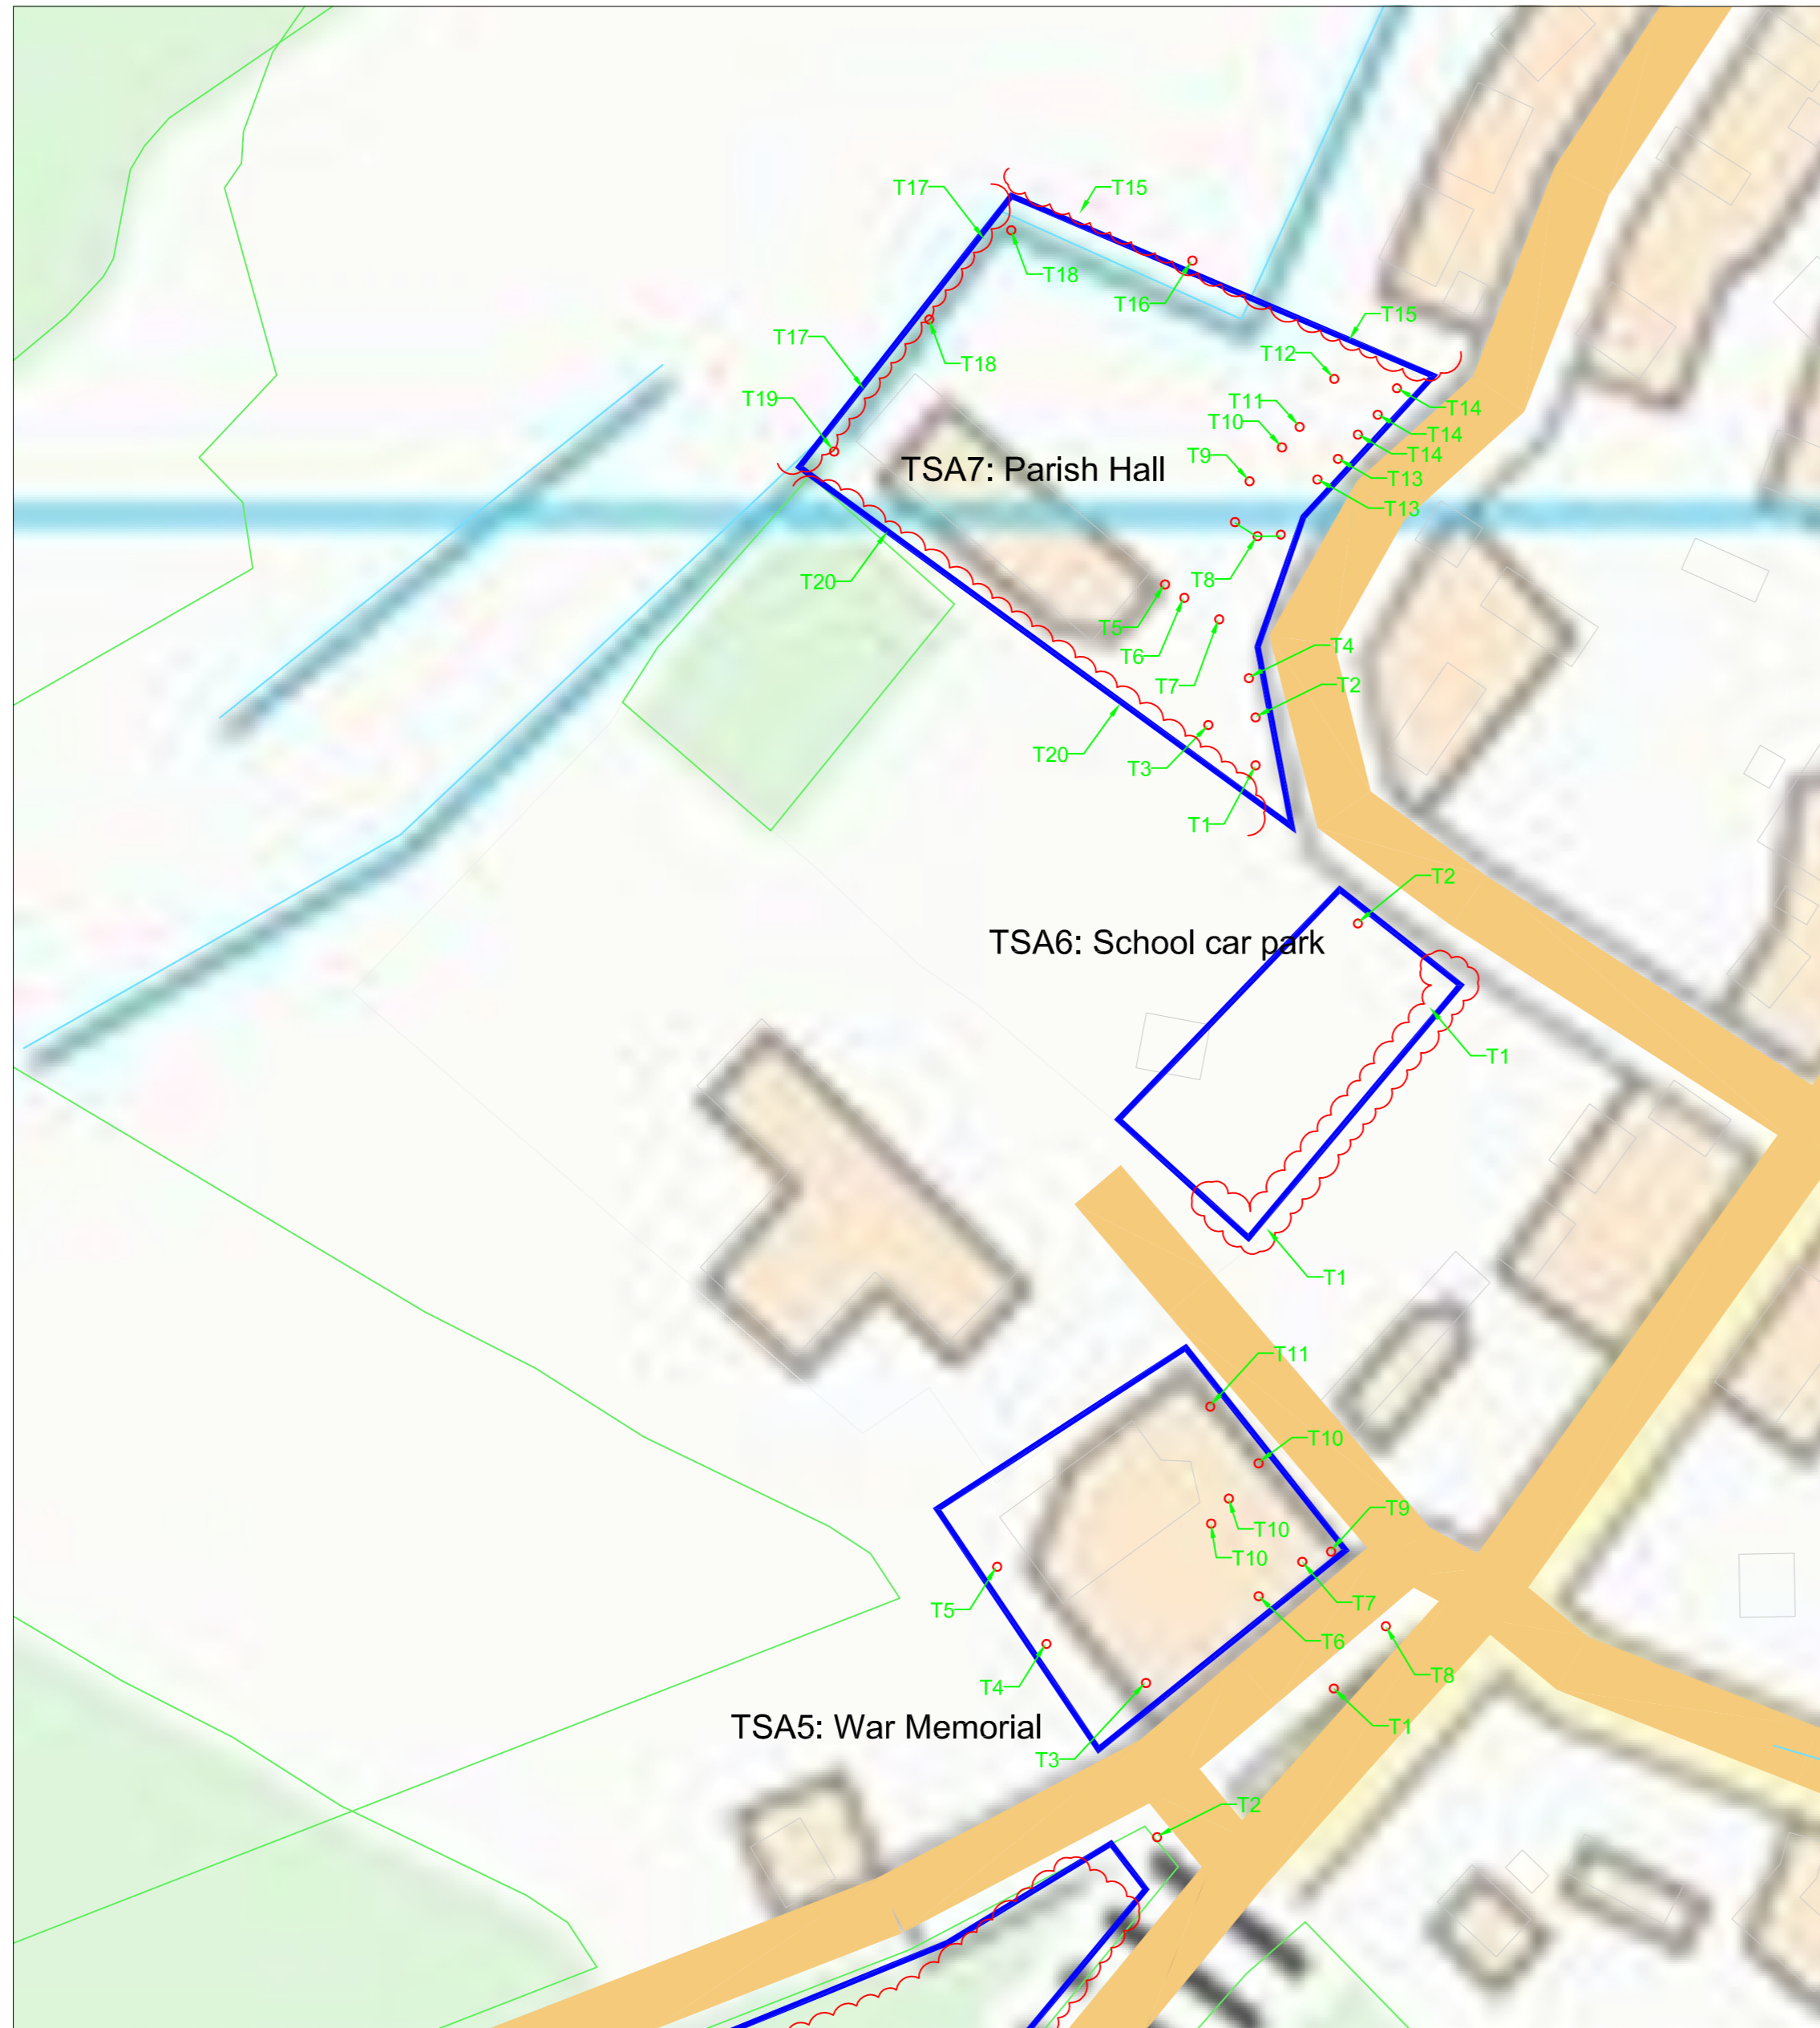 T17
T15
T18
T16
T15
T17
T12
T18
T19
T11
T14
T10
T14
T9
T14
TSA7: Parish Hall
T13
T13
T20
T8
T5
T4
T6
T7
T2
T20
T3
T1
T2
TSA6: School car park
T1
T1
T11
T10
T9
T10
T10
T7
T5
T6
T8
T4
T1
TSA5: War Memorial
T3
T2